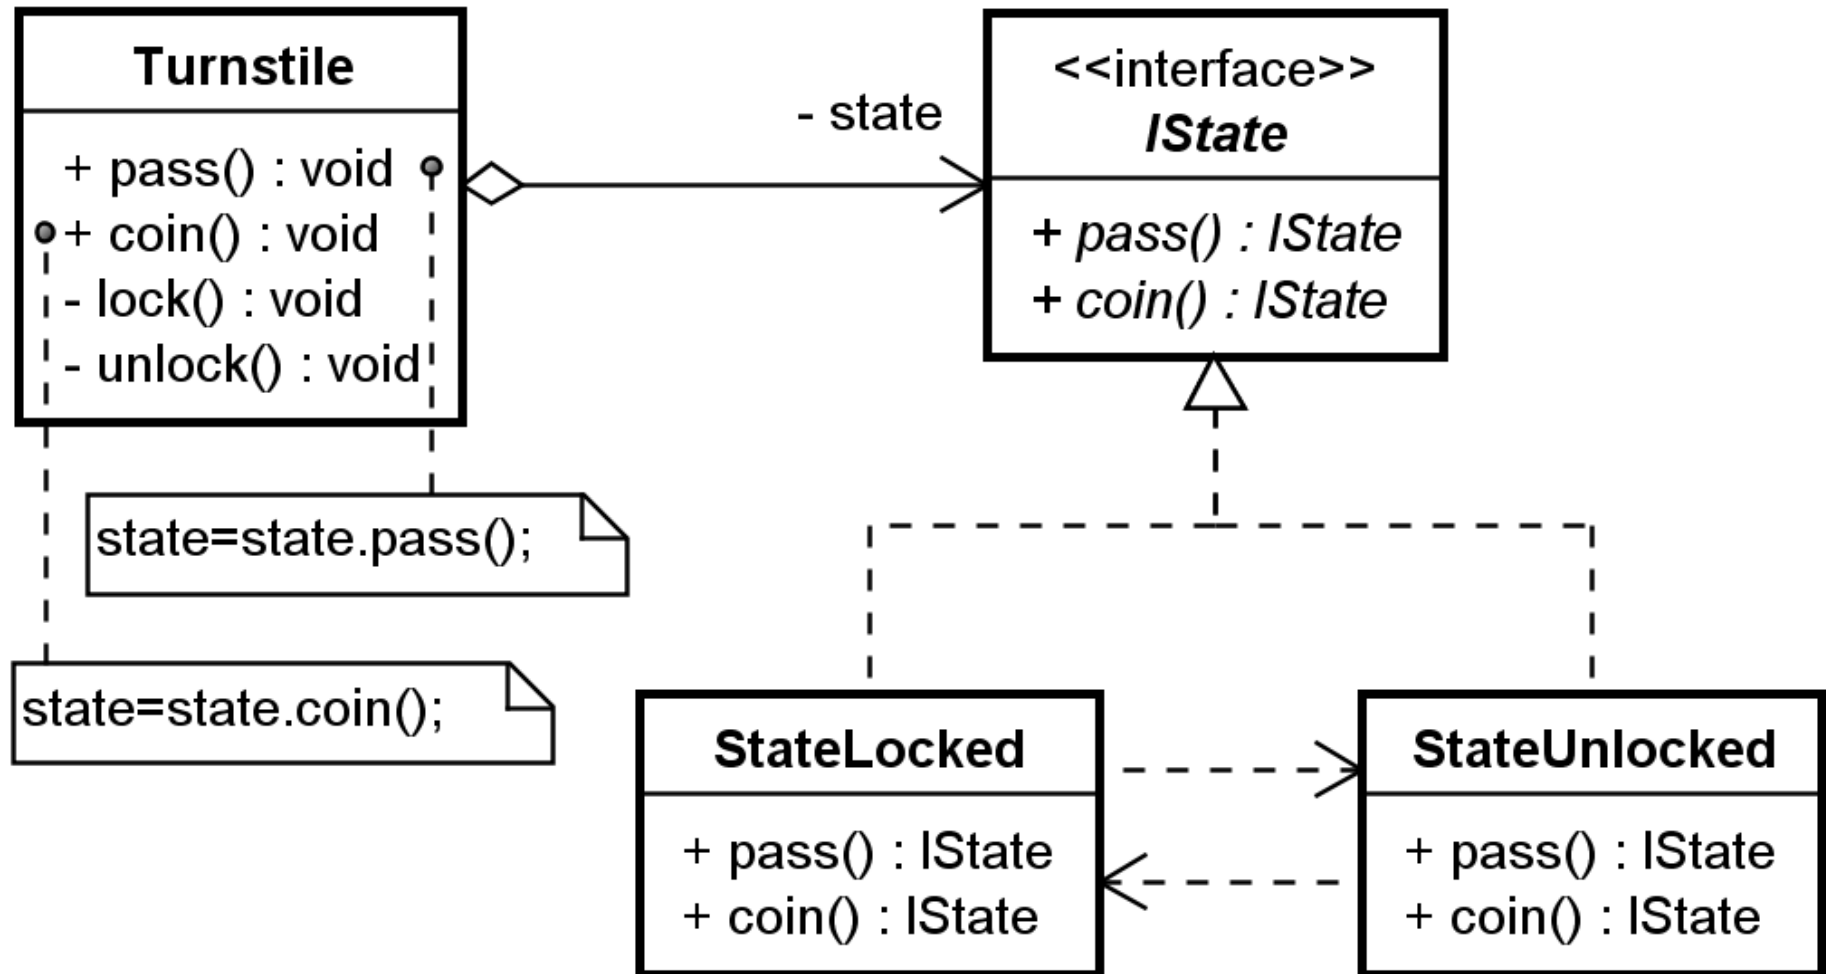 Turnstile
+ pass() : void
+ coin() : void
- lock() : void
- unlock() : void
- state
<<interface>>
IState
+ pass() : IState
+ coin() : IState
state=state.pass();
state=state.coin();
StateLocked
+ pass() : IState
+ coin() : IState
StateUnlocked
+ pass() : IState
+ coin() : IState